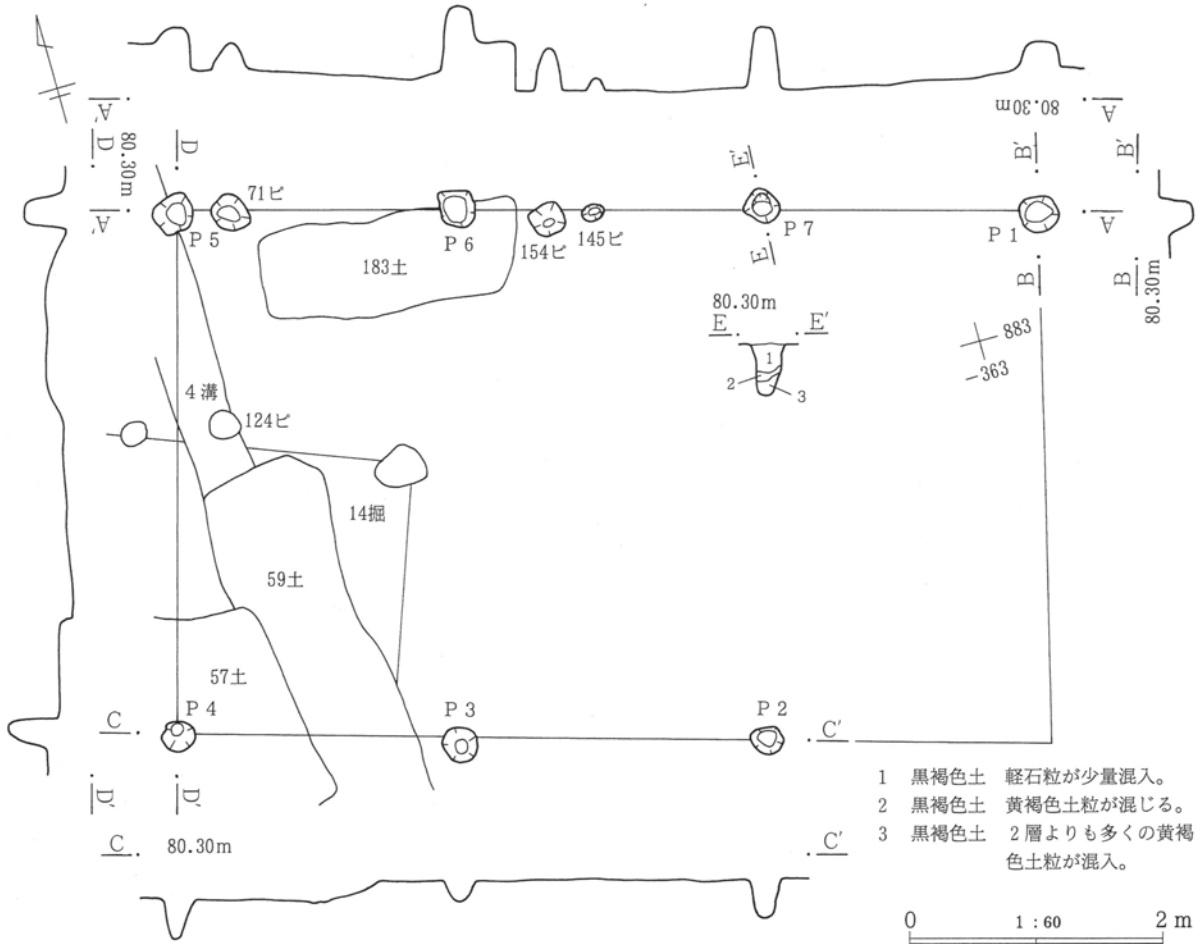 A' 80.30m A
D D B' B'
80.30m E'
71ピ
A' A
P 5 P 6 154ピ 145ピ P 7 P 1
E
183土
B B
80.30m
80.30m
E E'
1
2
3
883
-363
4溝
124ピ
14掘
59土
57土
P 4 P 3 P 2
C C'
D' D'
C 80.30m C'
1 黒褐色土 軽石粒が少量混入。
2 黒褐色土 黄褐色土粒が混じる。
3 黒褐色土 2層よりも多くの黄褐
色土粒が混入。
0 1:60 2m